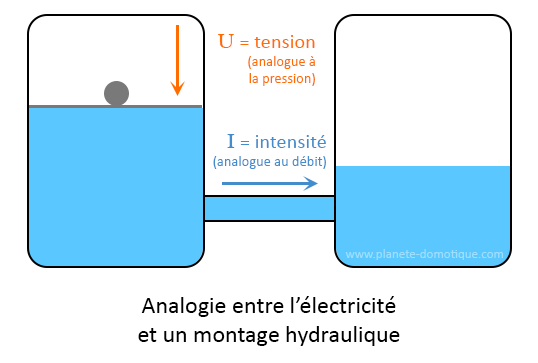 U = tension
(analogue à
la pression)
I = intensité
(analogue au débit)
www.planete-domotique.com
Analogie entre l'électricité
et un montage hydraulique